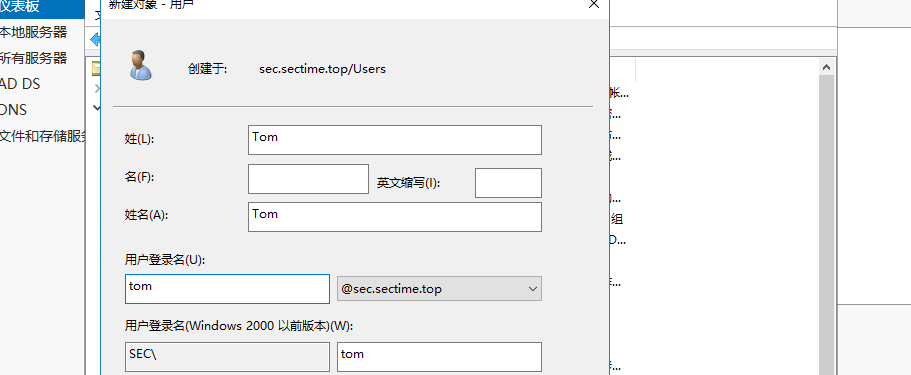 仪表板
本地服务器
所有服务器
AD DS
DNS
文件和存储服务
新建对象 - 用户
创建于: sec.sectime.top/Users
姓(L): Tom
名(F): 英文缩写(I):
姓名(A): Tom
用户登录名(U):
tom @sec.sectime.top
用户登录名(Windows 2000 以前版本)(W):
SEC\ tom
帐...
组
D...